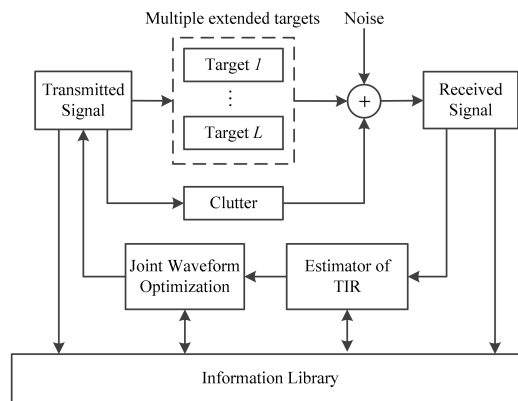 Multiple extended targets
Noise
Target 1
⋮
Target L
Transmitted
Signal
+
Received
Signal
Clutter
Joint Waveform
Optimization
Estimator of
TIR
Information Library